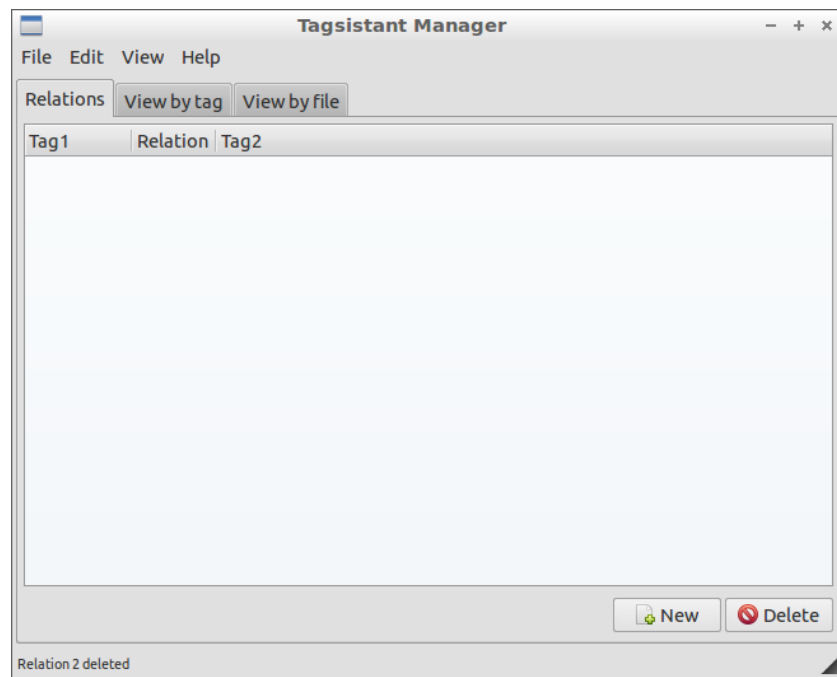 Tagsistant Manager
File Edit View Help
Relations View by tag View by file
Tag1 Relation Tag2
New Delete
Relation 2 deleted